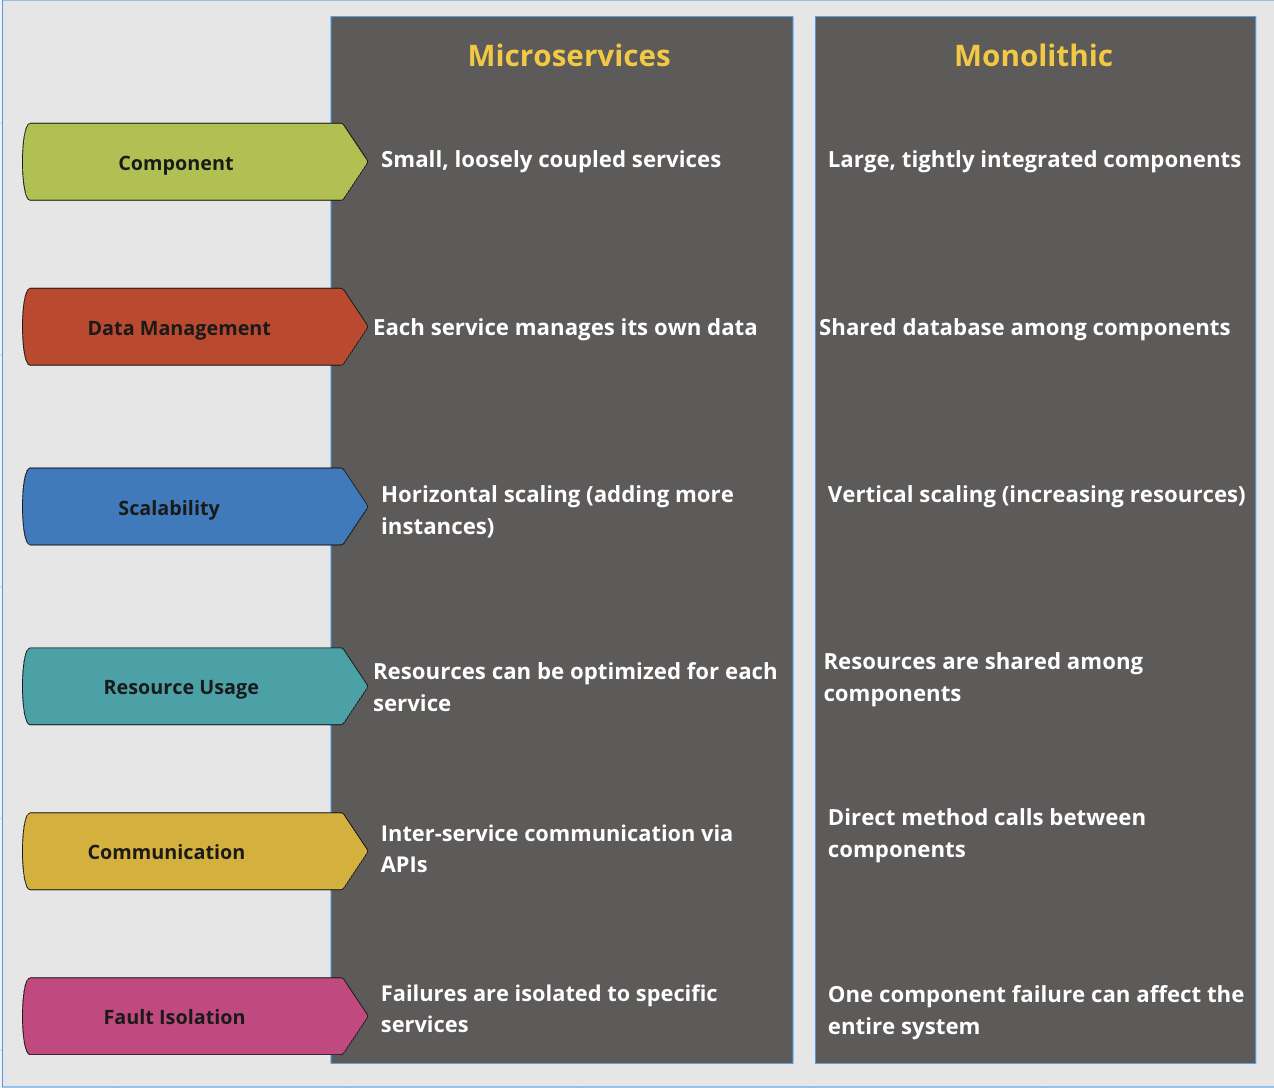 Microservices
Monolithic
Component
Small, loosely coupled services
Large, tightly integrated components
Data Management
Each service manages its own data
Shared database among components
Scalability
Horizontal scaling (adding more
instances)
Vertical scaling (increasing resources)
Resource Usage
Resources can be optimized for each
service
Resources are shared among
components
Communication
Inter-service communication via
APIs
Direct method calls between
components
Fault Isolation
Failures are isolated to specific
services
One component failure can affect the
entire system